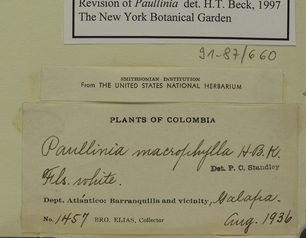 Revision of Paullinia det. H.T. Beck, 1997
The New York Botanical Garden
91-87/660
SMITHSONIAN INSTITUTION
From THE UNITED STATES NATIONAL HERBARIUM
PLANTS OF COLOMBIA
Paullinia macrophylla H.B.K.
Det. P. C. Standley
Fls. white.
Dept. Atlántico: Barranquilla and vicinity, Galapa.
No. 1457 BRO. ELIAS, Collector Aug. 1936